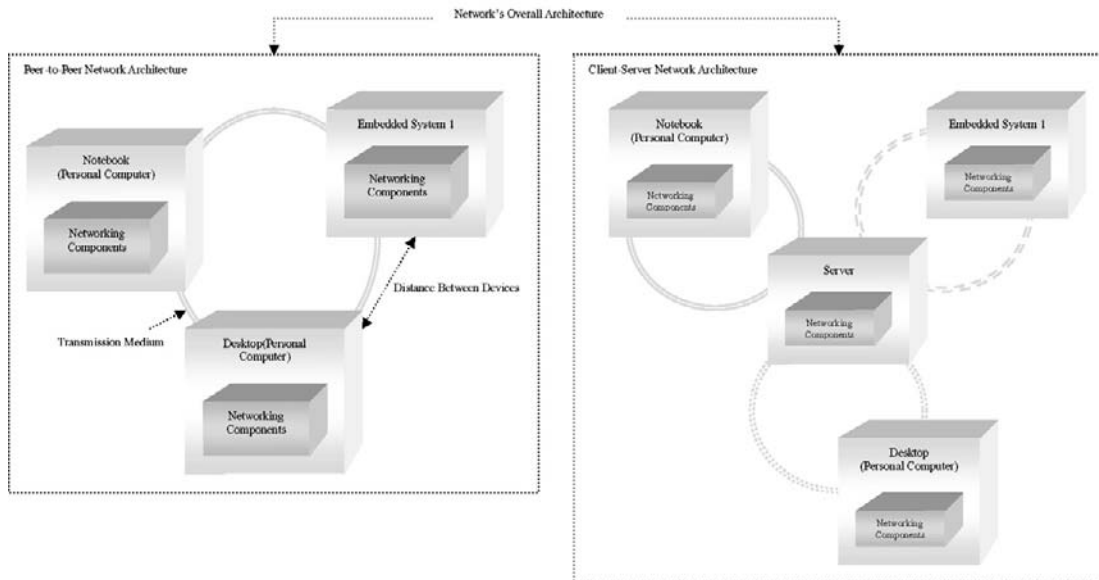 Network's Overall Architecture
Peer-to-Peer Network Architecture
Embedded System 1
Networking
Components
Notebook
(Personal Computer)
Networking
Components
Distance Between Devices
Transmission Medium
Desktop(Personal
Computer)
Networking
Components
Client-Server Network Architecture
Notebook
(Personal Computer)
Networking
Components
Embedded System 1
Networking
Components
Server
Networking
Components
Desktop
(Personal Computer)
Networking
Components